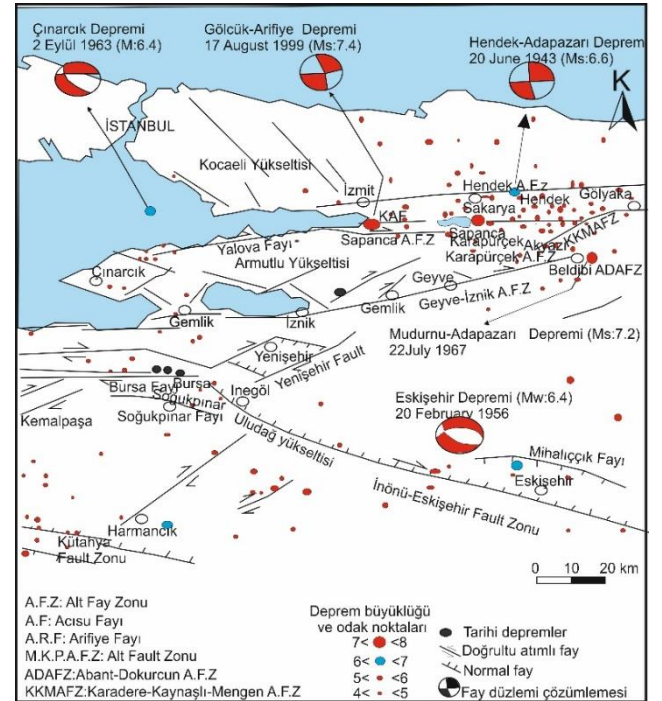 Çınarcık Depremi
2 Eylül 1963 (M:6.4)
Gölcük-Arifiye Depremi
17 August 1999 (Ms:7.4)
Hendek-Adapazarı Deprem
20 June 1943 (Ms:6.6)
K
İSTANBUL
Kocaeli Yükseltisi
İzmit
Hendek A.F.z
Hendek
Gölyaka
KAF
Sakarya
Sapanca A.F.Z
Sapanca
Karapürçek
Akyazı
KKMAFZ
Karapürçek A.F.Z
Yalova Fayı
Armutlu Yükseltisi
Beldibi ADAFZ
Çınarcık
Geyve
Gemlik
Geyve-İznik A.F.Z
Gemlik
İznik
Mudurnu-Adapazarı Depremi (Ms:7.2)
22July 1967
Yenişehir
Yenişehir Fault
Bursa
Bursa Fayı
Inegöl
Soğukpınar
Soğukpınar Fayı
Kemalpaşa
Uludağ yükseltisi
Eskişehir Depremi (Mw:6.4)
20 February 1956
Mihalıççık Fayı
Eskişehir
İnönü-Eskişehir Fault Zonu
Harmancık
Kütahya
Fault Zonu
0 10 20 km
A.F.Z: Alt Fay Zonu
A.F: Acısu Fayı
A.R.F: Arifiye Fayı
M.K.P.A.F.Z: Alt Fault Zonu
ADAFZ:Abant-Dokurcun A.F.Z
KKMAFZ:Karadere-Kaynaşlı-Mengen A.F.Z
Deprem büyüklüğü
ve odak noktaları
7< <8
6< <7
5< <6
4< <5
Tarihi depremler
Doğrultu atımlı fay
Normal fay
Fay düzlemi çözümlemesi